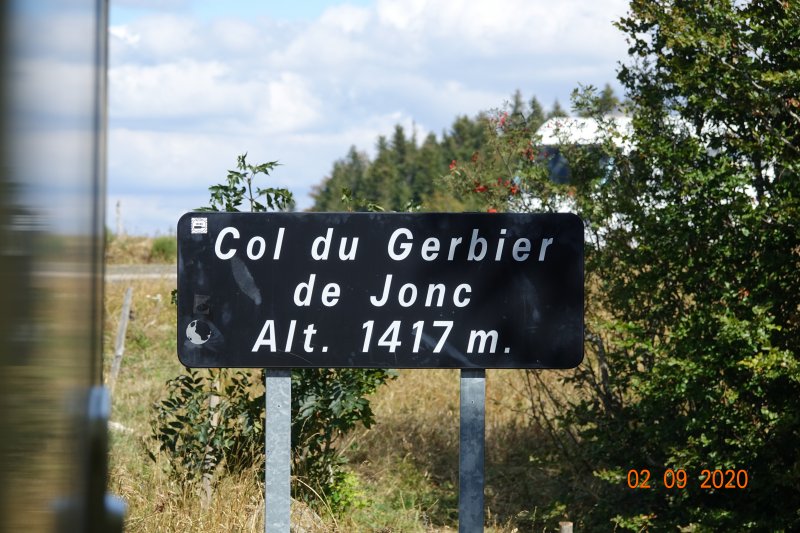 Col du Gerbier
de Jonc
Alt. 1417 m.
02 09 2020